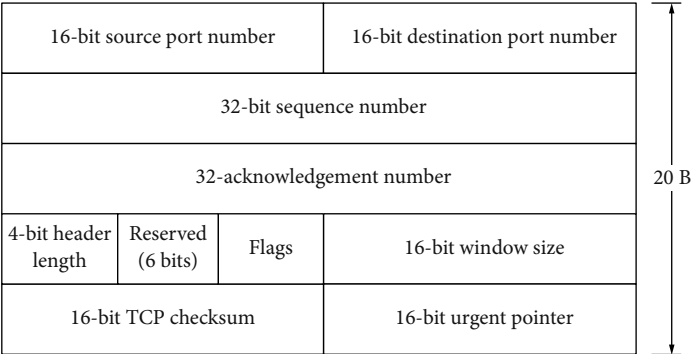 16-bit source port number
16-bit destination port number
32-bit sequence number
32-acknowledgement number
20 B
4-bit header
length
Reserved
(6 bits)
Flags
16-bit window size
16-bit TCP checksum
16-bit urgent pointer